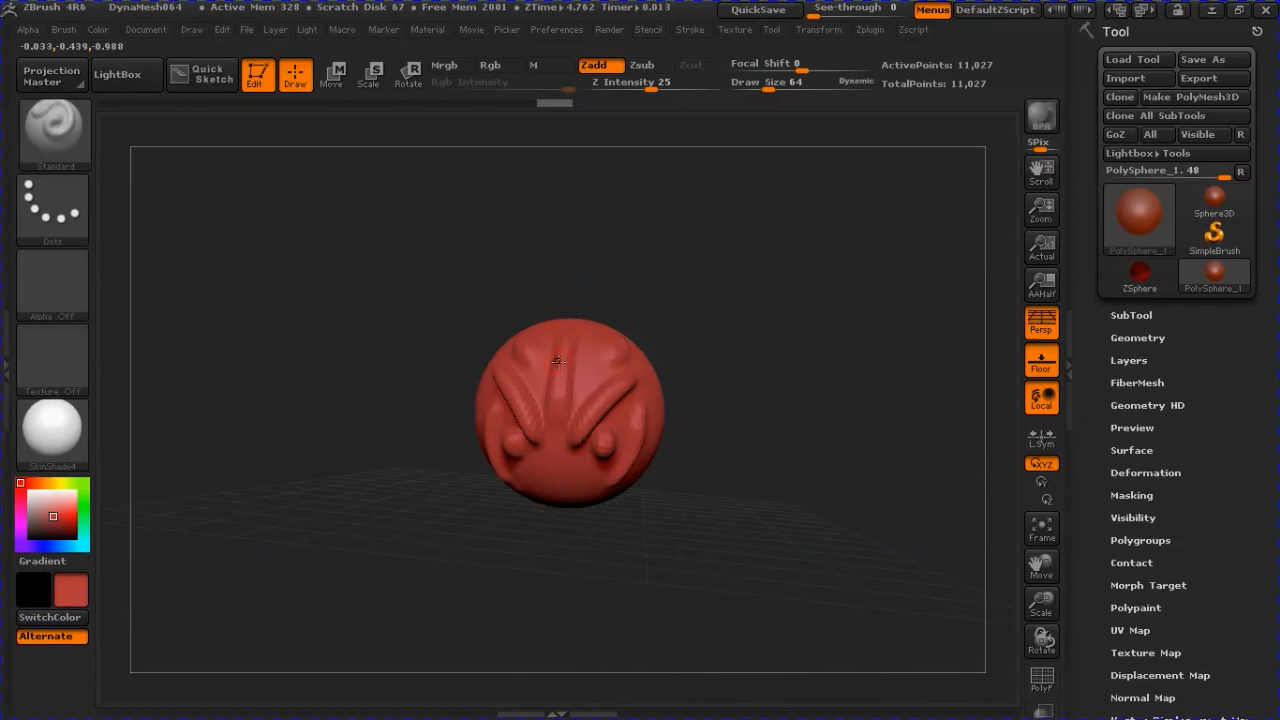 ZBrush 4R6 DynaMesh064 • Active Mem 328 • Scratch Disk 67 • Free Mem 2001 • ZTime▸4.762 Timer▸0.013 QuickSave See-through 0 Menus DefaultZScript
Alpha Brush Color Document Draw Edit File Layer Light Macro Marker Material Movie Picker Preferences Render Stencil Stroke Texture Tool Transform Zplugin Zscript
-0.033,-0.439,-0.988
Projection Master
LightBox
Quick Sketch
Edit
Draw
Move
Scale
Rotate
Mrgb Rgb M
Rgb Intensity
Zadd Zsub Zcut
Z Intensity 25
Focal Shift 0
Draw Size 64 Dynamic
ActivePoints: 11,027
TotalPoints: 11,027
Standard
Dots
Alpha Off
Texture Off
SkinShade4
Gradient
SwitchColor
Alternate
BPR
SPix
Scroll
Zoom
Actual
AAHalf
Persp
Floor
Local
L.Sym
XYZ
Y
Frame
Move
Scale
Rotate
PolyF
Tool
Load Tool Save As
Import Export
Clone Make PolyMesh3D
Clone All SubTools
GoZ All Visible R
Lightbox▸Tools
PolySphere_1. 48 R
PolySphere_1
Sphere3D
SimpleBrush
ZSphere
PolySphere_1
SubTool
Geometry
Layers
FiberMesh
Geometry HD
Preview
Surface
Deformation
Masking
Visibility
Polygroups
Contact
Morph Target
Polypaint
UV Map
Texture Map
Displacement Map
Normal Map